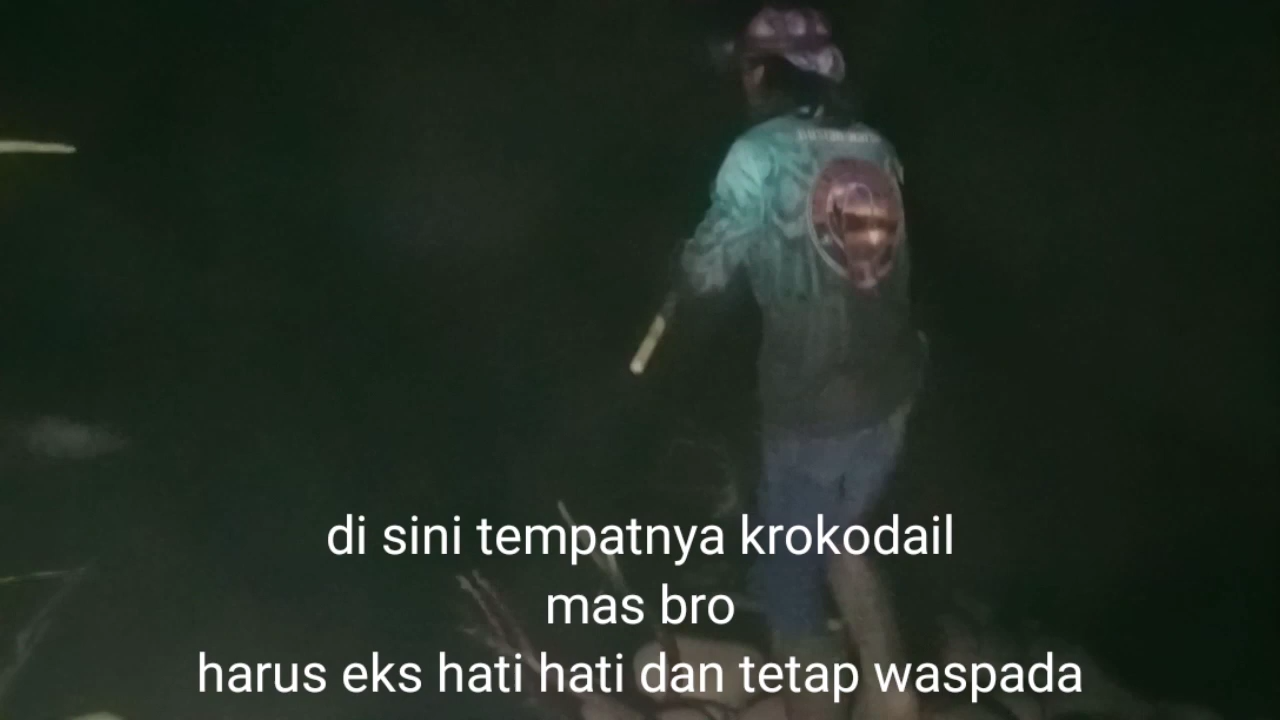 di sini tempatnya krokodail
mas bro
harus eks hati hati dan tetap waspada